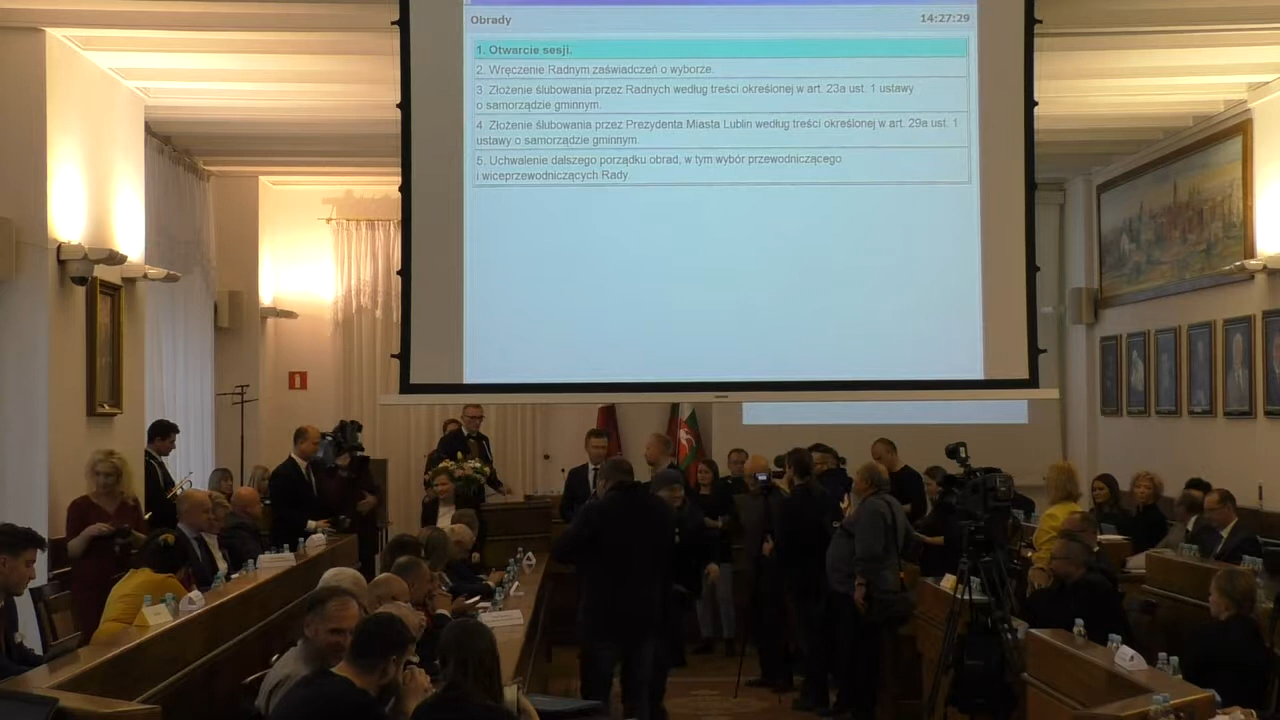 Obrady 14:27:29
1. Otwarcie sesji.
2. Wręczenie Radnym zaświadczeń o wyborze.
3. Złożenie ślubowania przez Radnych według treści określonej w art. 23a ust. 1 ustawy
o samorządzie gminnym.
4. Złożenie ślubowania przez Prezydenta Miasta Lublin według treści określonej w art. 29a ust. 1
ustawy o samorządzie gminnym.
5. Uchwalenie dalszego porządku obrad, w tym wybór przewodniczącego
i wiceprzewodniczących Rady.